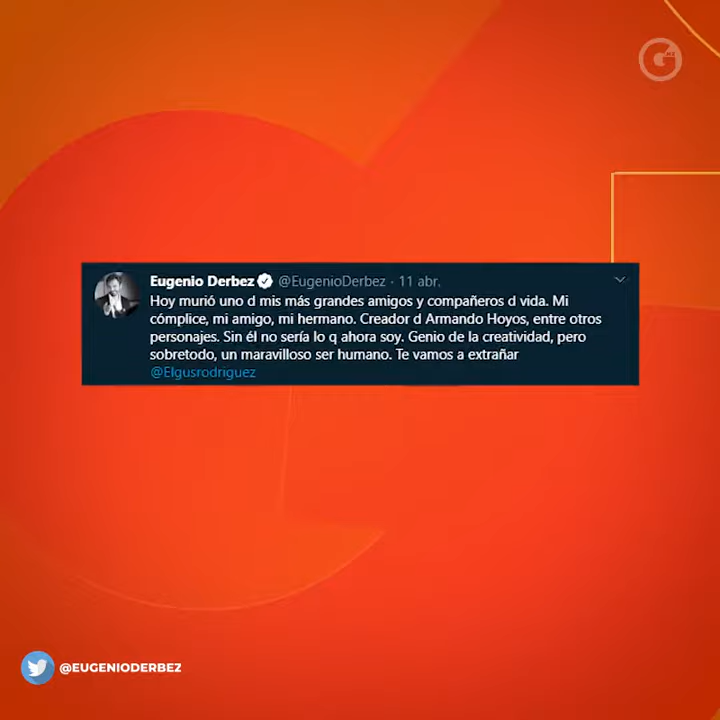 G MX
Eugenio Derbez @EugenioDerbez · 11 abr.
Hoy murió uno d mis más grandes amigos y compañeros d vida. Mi
cómplice, mi amigo, mi hermano. Creador d Armando Hoyos, entre otros
personajes. Sin él no sería lo q ahora soy. Genio de la creatividad, pero
sobretodo, un maravilloso ser humano. Te vamos a extrañar
@Elgusrodriguez
@EUGENIODERBEZ